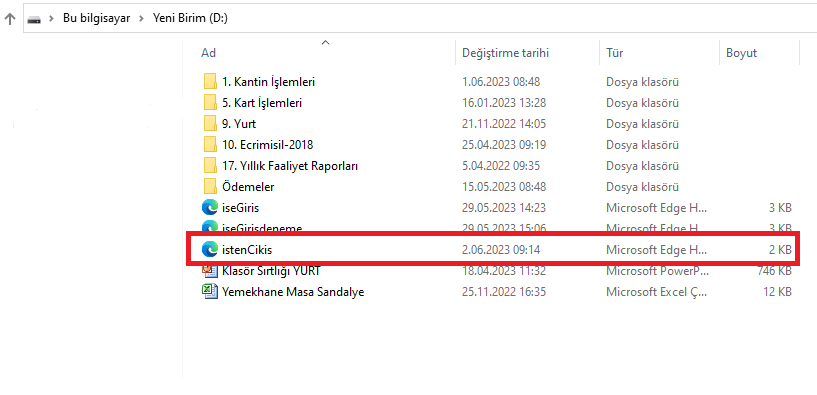 Bu bilgisayar > Yeni Birim (D:)
Ad Değiştirme tarihi Tür Boyut
1. Kantin İşlemleri 1.06.2023 08:48 Dosya klasörü
5. Kart İşlemleri 16.01.2023 13:28 Dosya klasörü
9. Yurt 21.11.2022 14:05 Dosya klasörü
10. Ecrimisil-2018 25.04.2023 09:19 Dosya klasörü
17. Yıllık Faaliyet Raporları 5.04.2022 09:35 Dosya klasörü
Ödemeler 15.05.2023 08:48 Dosya klasörü
iseGiris 29.05.2023 14:23 Microsoft Edge H... 3 KB
iseGirisdeneme 29.05.2023 15:06 Microsoft Edge H... 3 KB
istenCikis 2.06.2023 09:14 Microsoft Edge H... 2 KB
Klasör Sırtlığı YURT 18.04.2023 11:32 Microsoft PowerP... 746 KB
Yemekhane Masa Sandalye 25.11.2022 16:35 Microsoft Excel Ç... 12 KB